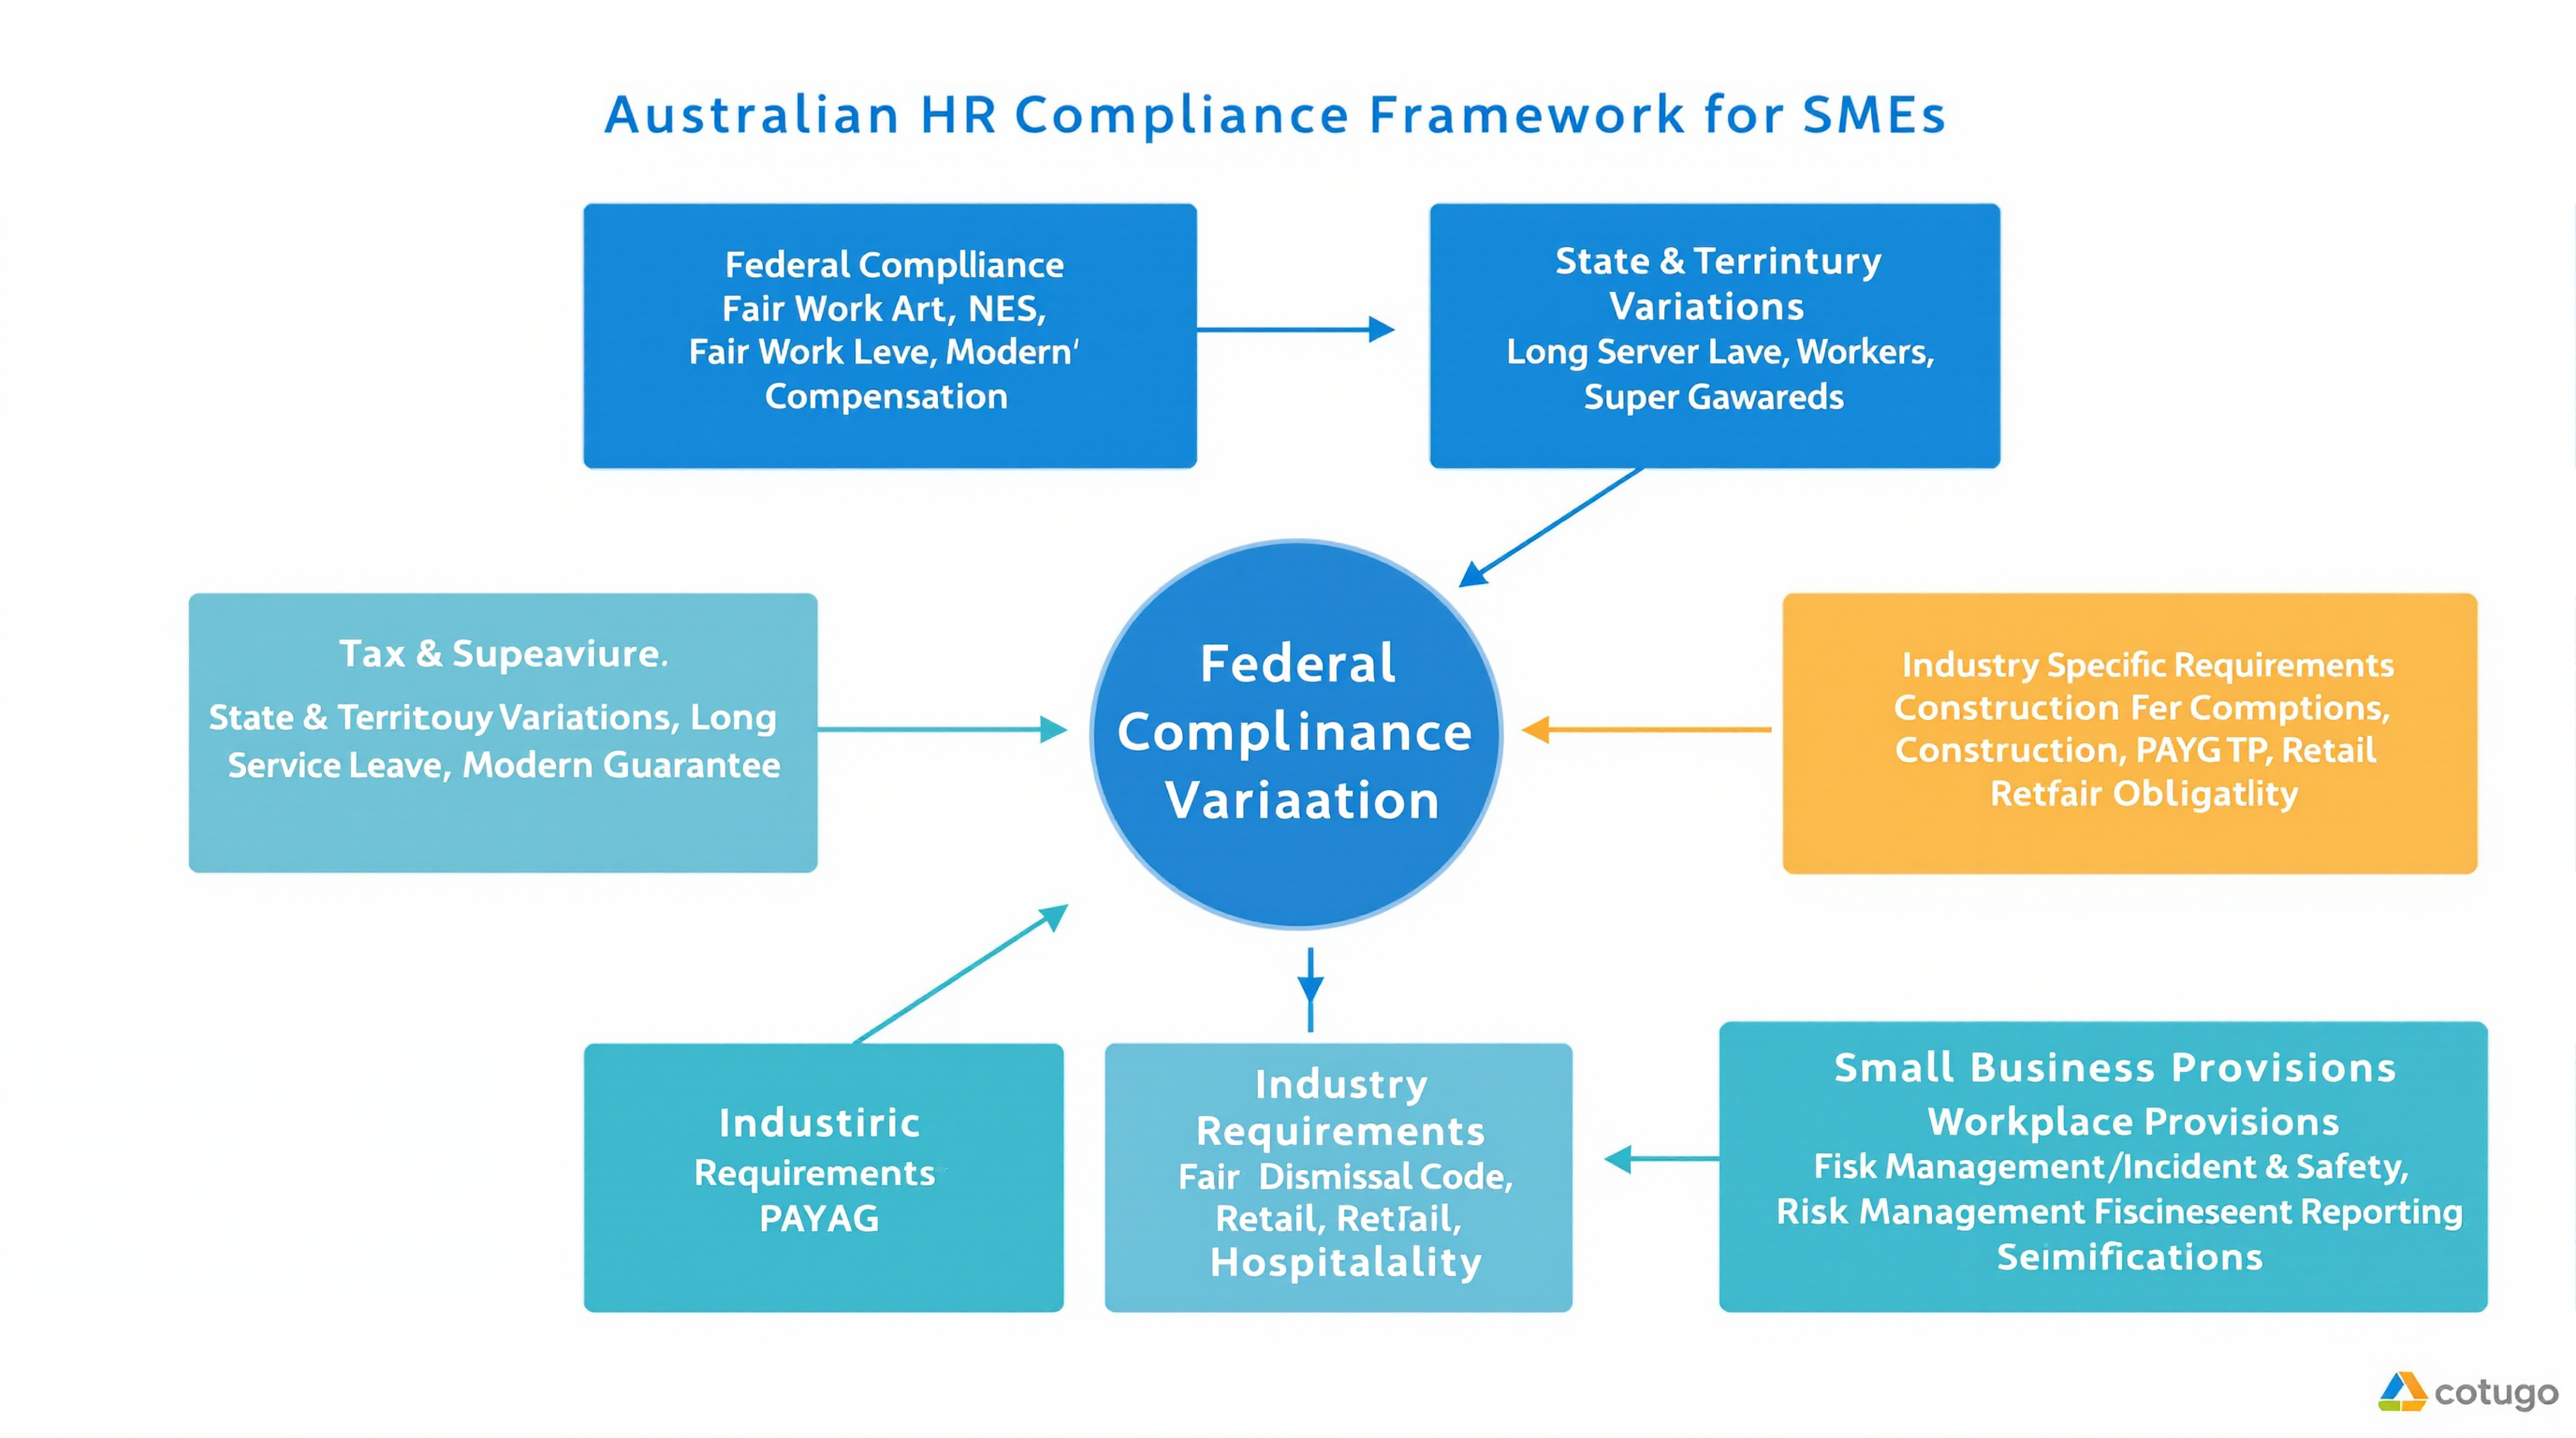 Australian HR Compliance Framework for SMEs
Federal Complliance
Fair Work Art, NES,
Fair Work Leve, Modern'
Compensation
State & Terrintury
Variations
Long Server Lave, Workers,
Super Gawareds
Tax & Supeaviure.
State & Territouy Variations, Long
Service Leave, Modern Guarantee
Federal
Complinance
Variaation
Industry Specific Requirements
Construction Fer Commptions,
Construction, PAYG TP, Retail
Retfair Obligatlity
Industiric
Requirements
PAYAG
Industry
Requirements
Fair Dismissal Code,
Retail, Retfail,
Hospitalality
Small Business Provisions
Workplace Provisions
Fisk Management/Incident & Safety,
Risk Management Fiscineseent Reporting
Seimifications
cotugo